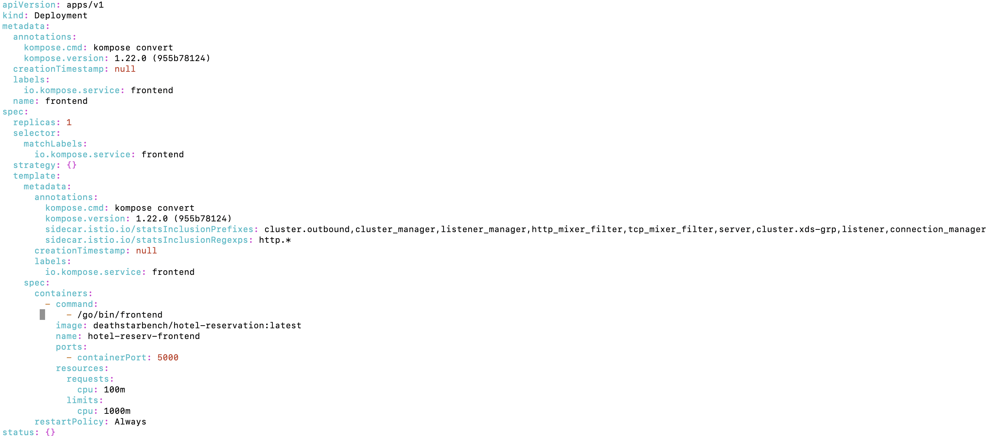 apiVersion: apps/v1
kind: Deployment
metadata:
  annotations:
    kompose.cmd: kompose convert
    kompose.version: 1.22.0 (955b78124)
  creationTimestamp: null
  labels:
    io.kompose.service: frontend
  name: frontend
spec:
  replicas: 1
  selector:
    matchLabels:
      io.kompose.service: frontend
  strategy: {}
  template:
    metadata:
      annotations:
        kompose.cmd: kompose convert
        kompose.version: 1.22.0 (955b78124)
        sidecar.istio.io/statsInclusionPrefixes: cluster.outbound,cluster_manager,listener_manager,http_mixer_filter,tcp_mixer_filter,server,cluster.xds-grp,listener,connection_manager
        sidecar.istio.io/statsInclusionRegexps: http.*
      creationTimestamp: null
      labels:
        io.kompose.service: frontend
    spec:
      containers:
        - command:
            - /go/bin/frontend
          image: deathstarbench/hotel-reservation:latest
          name: hotel-reserv-frontend
          ports:
            - containerPort: 5000
          resources:
            requests:
              cpu: 100m
            limits:
              cpu: 1000m
      restartPolicy: Always
status: {}